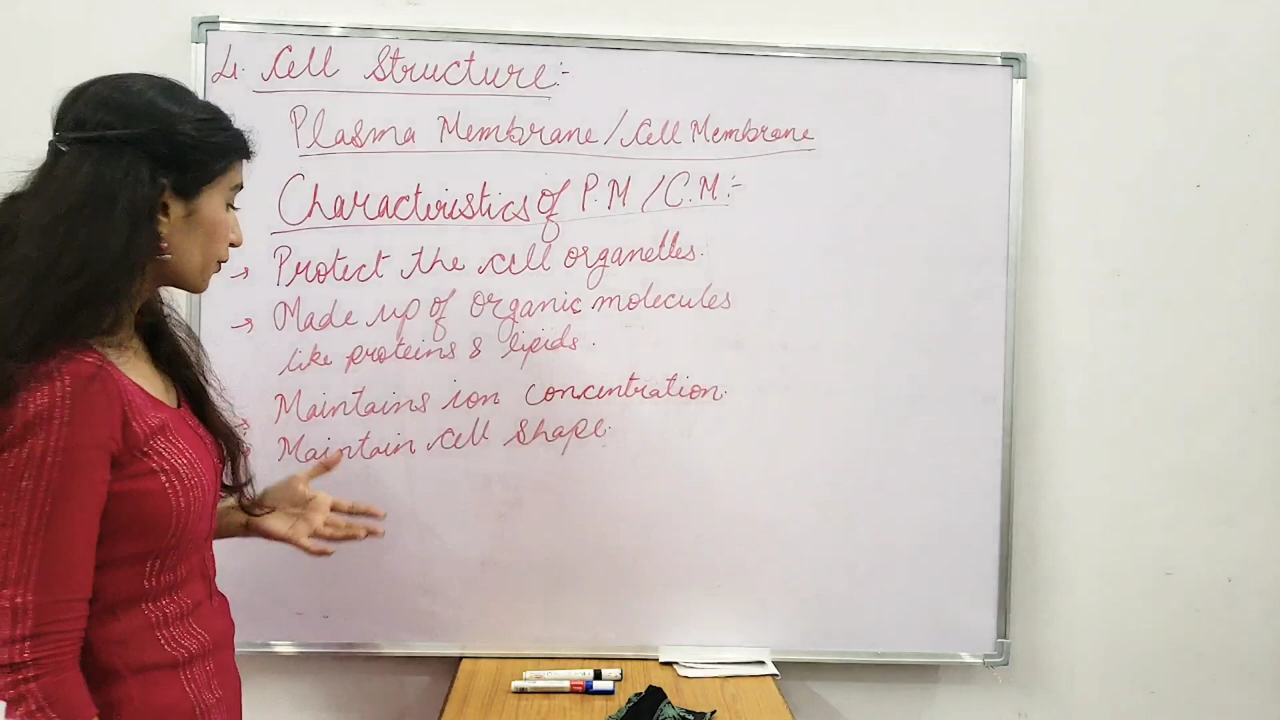 L1. Cell Structure:-
Plasma Membrane/Cell Membrane
Characteristics of P.M/C.M:-
→ Protect the cell organelles.
→ Made up of organic molecules
like proteins & lipids.
→ Maintains ion concentration.
→ Maintain cell shape.